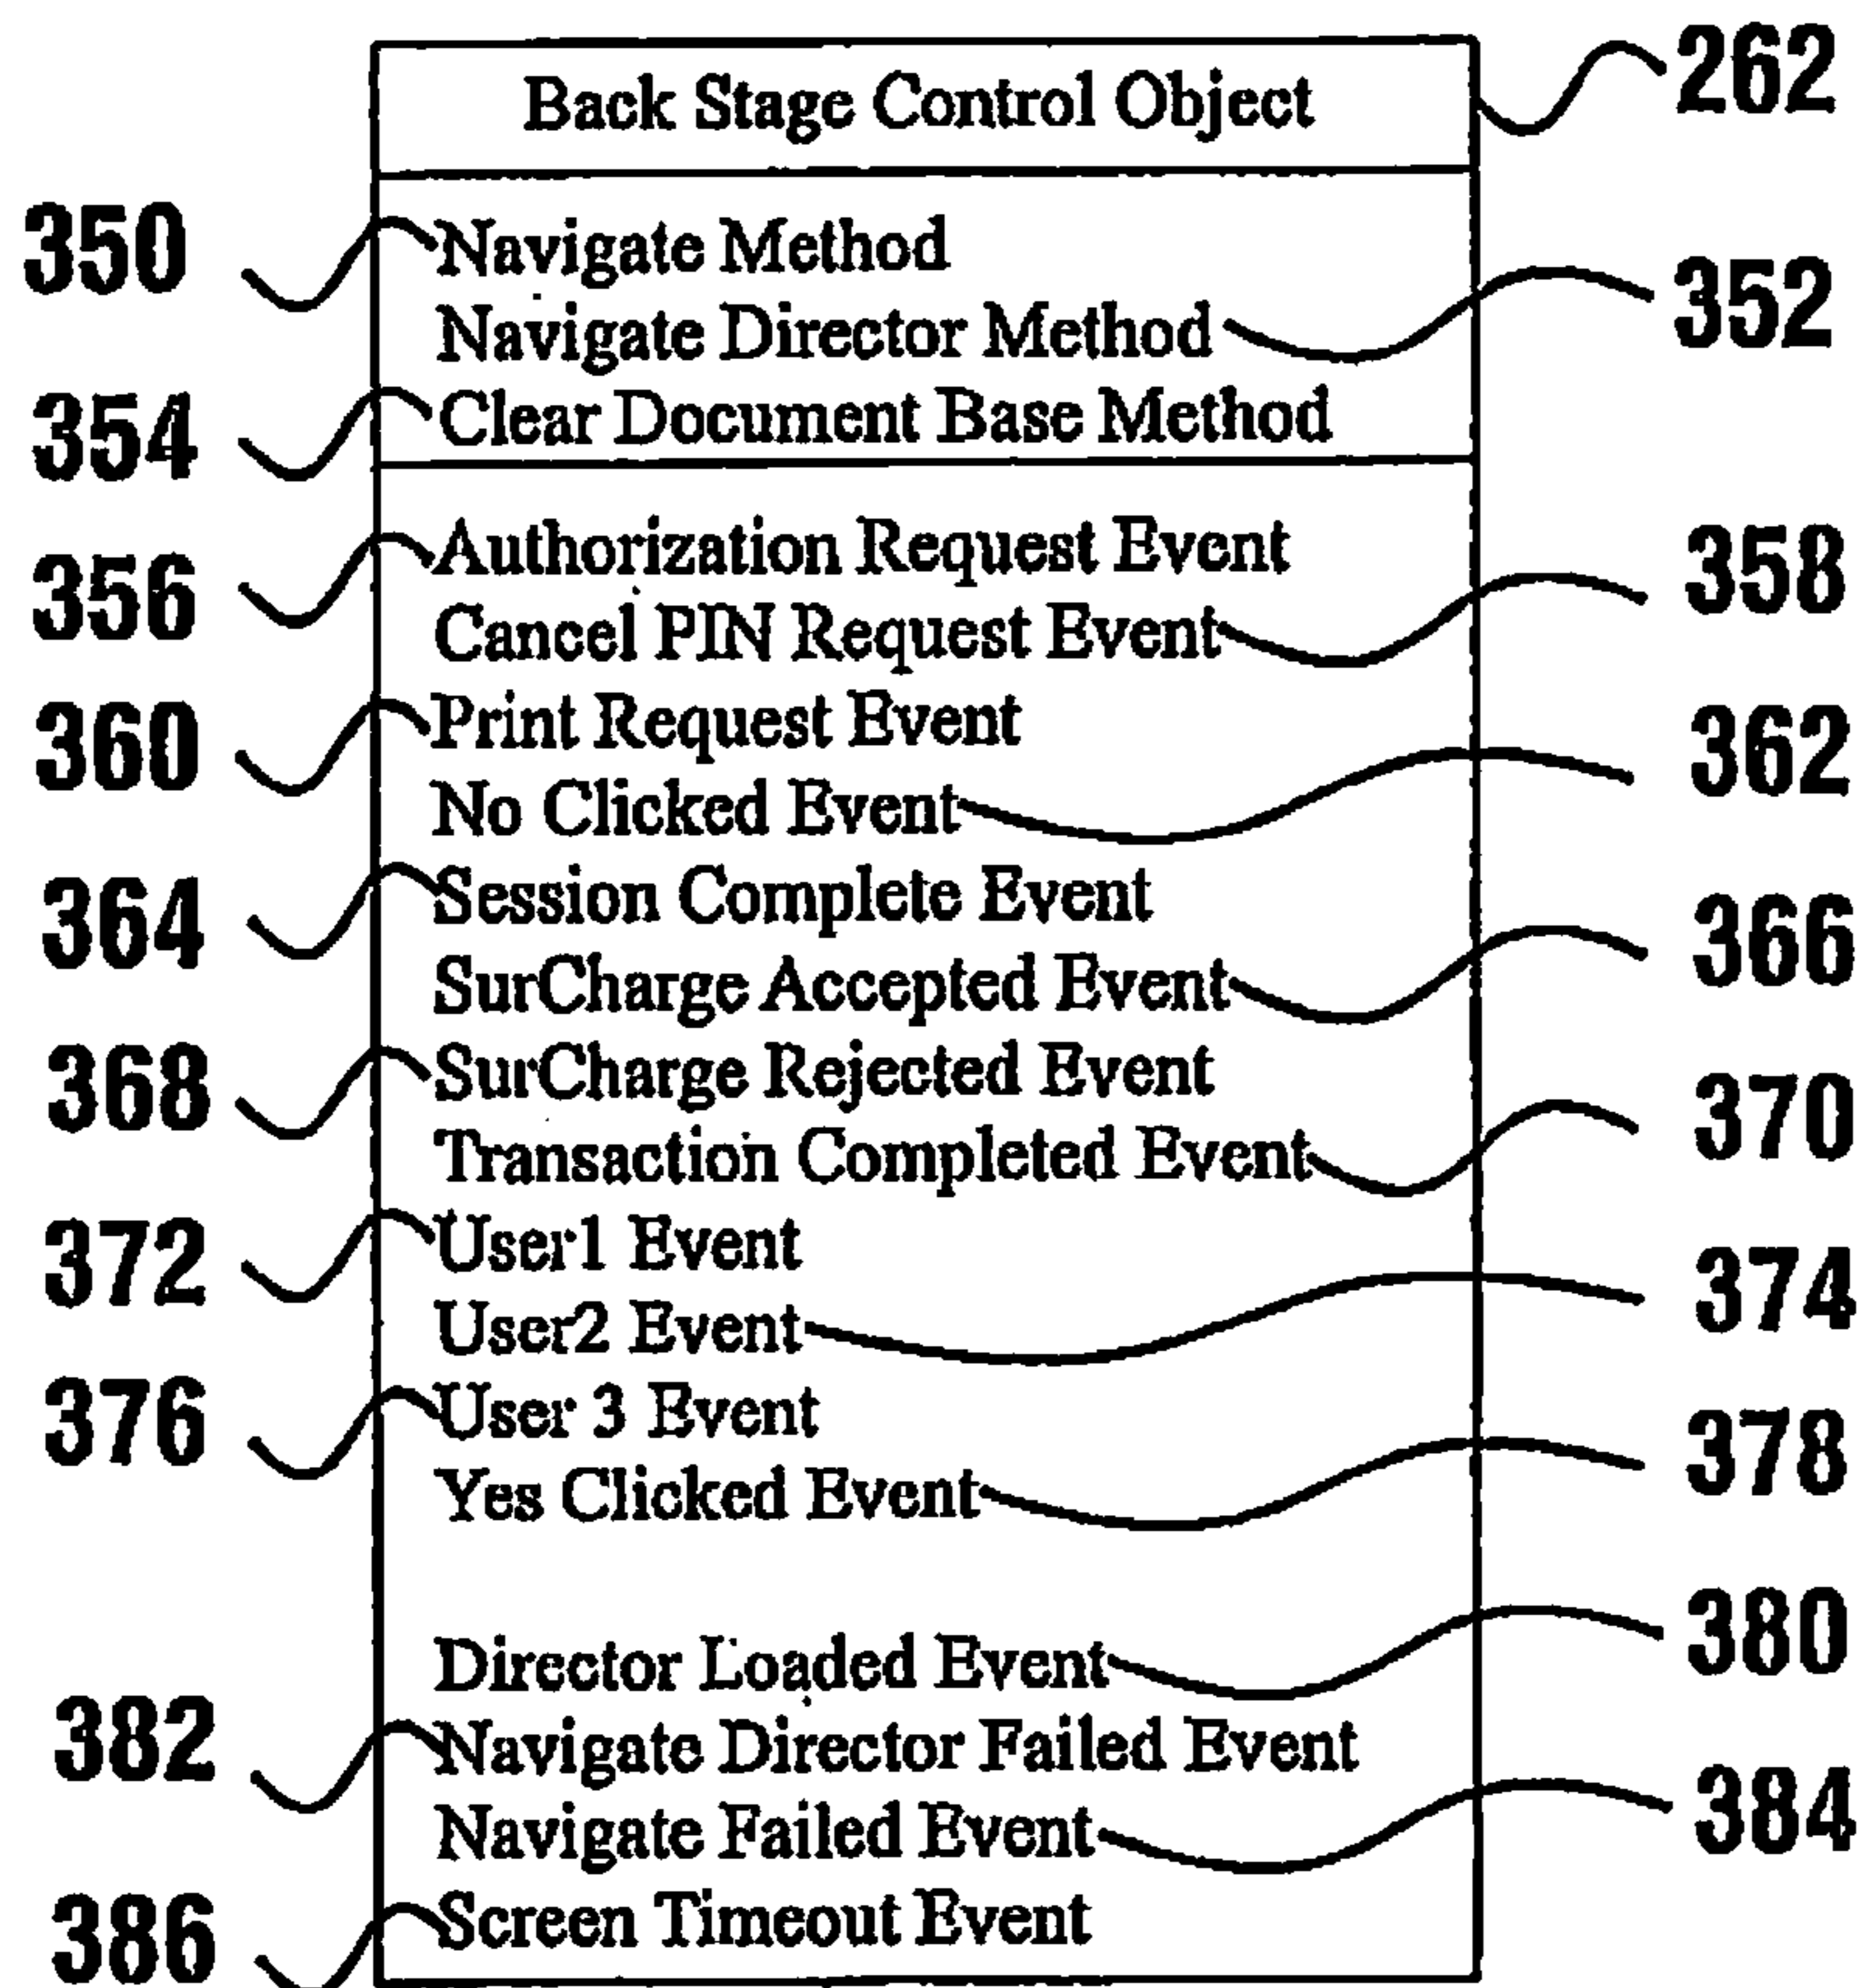 Back Stage Control Object 262
350 Navigate Method
Navigate Director Method 352
354 Clear Document Base Method
356 Authorization Request Event
Cancel PIN Request Event 358
360 Print Request Event
No Clicked Event 362
364 Session Complete Event
SurCharge Accepted Event 366
368 SurCharge Rejected Event
Transaction Completed Event 370
372 User1 Event
User2 Event 374
376 User 3 Event
Yes Clicked Event 378
Director Loaded Event 380
382 Navigate Director Failed Event
Navigate Failed Event 384
386 Screen Timeout Event